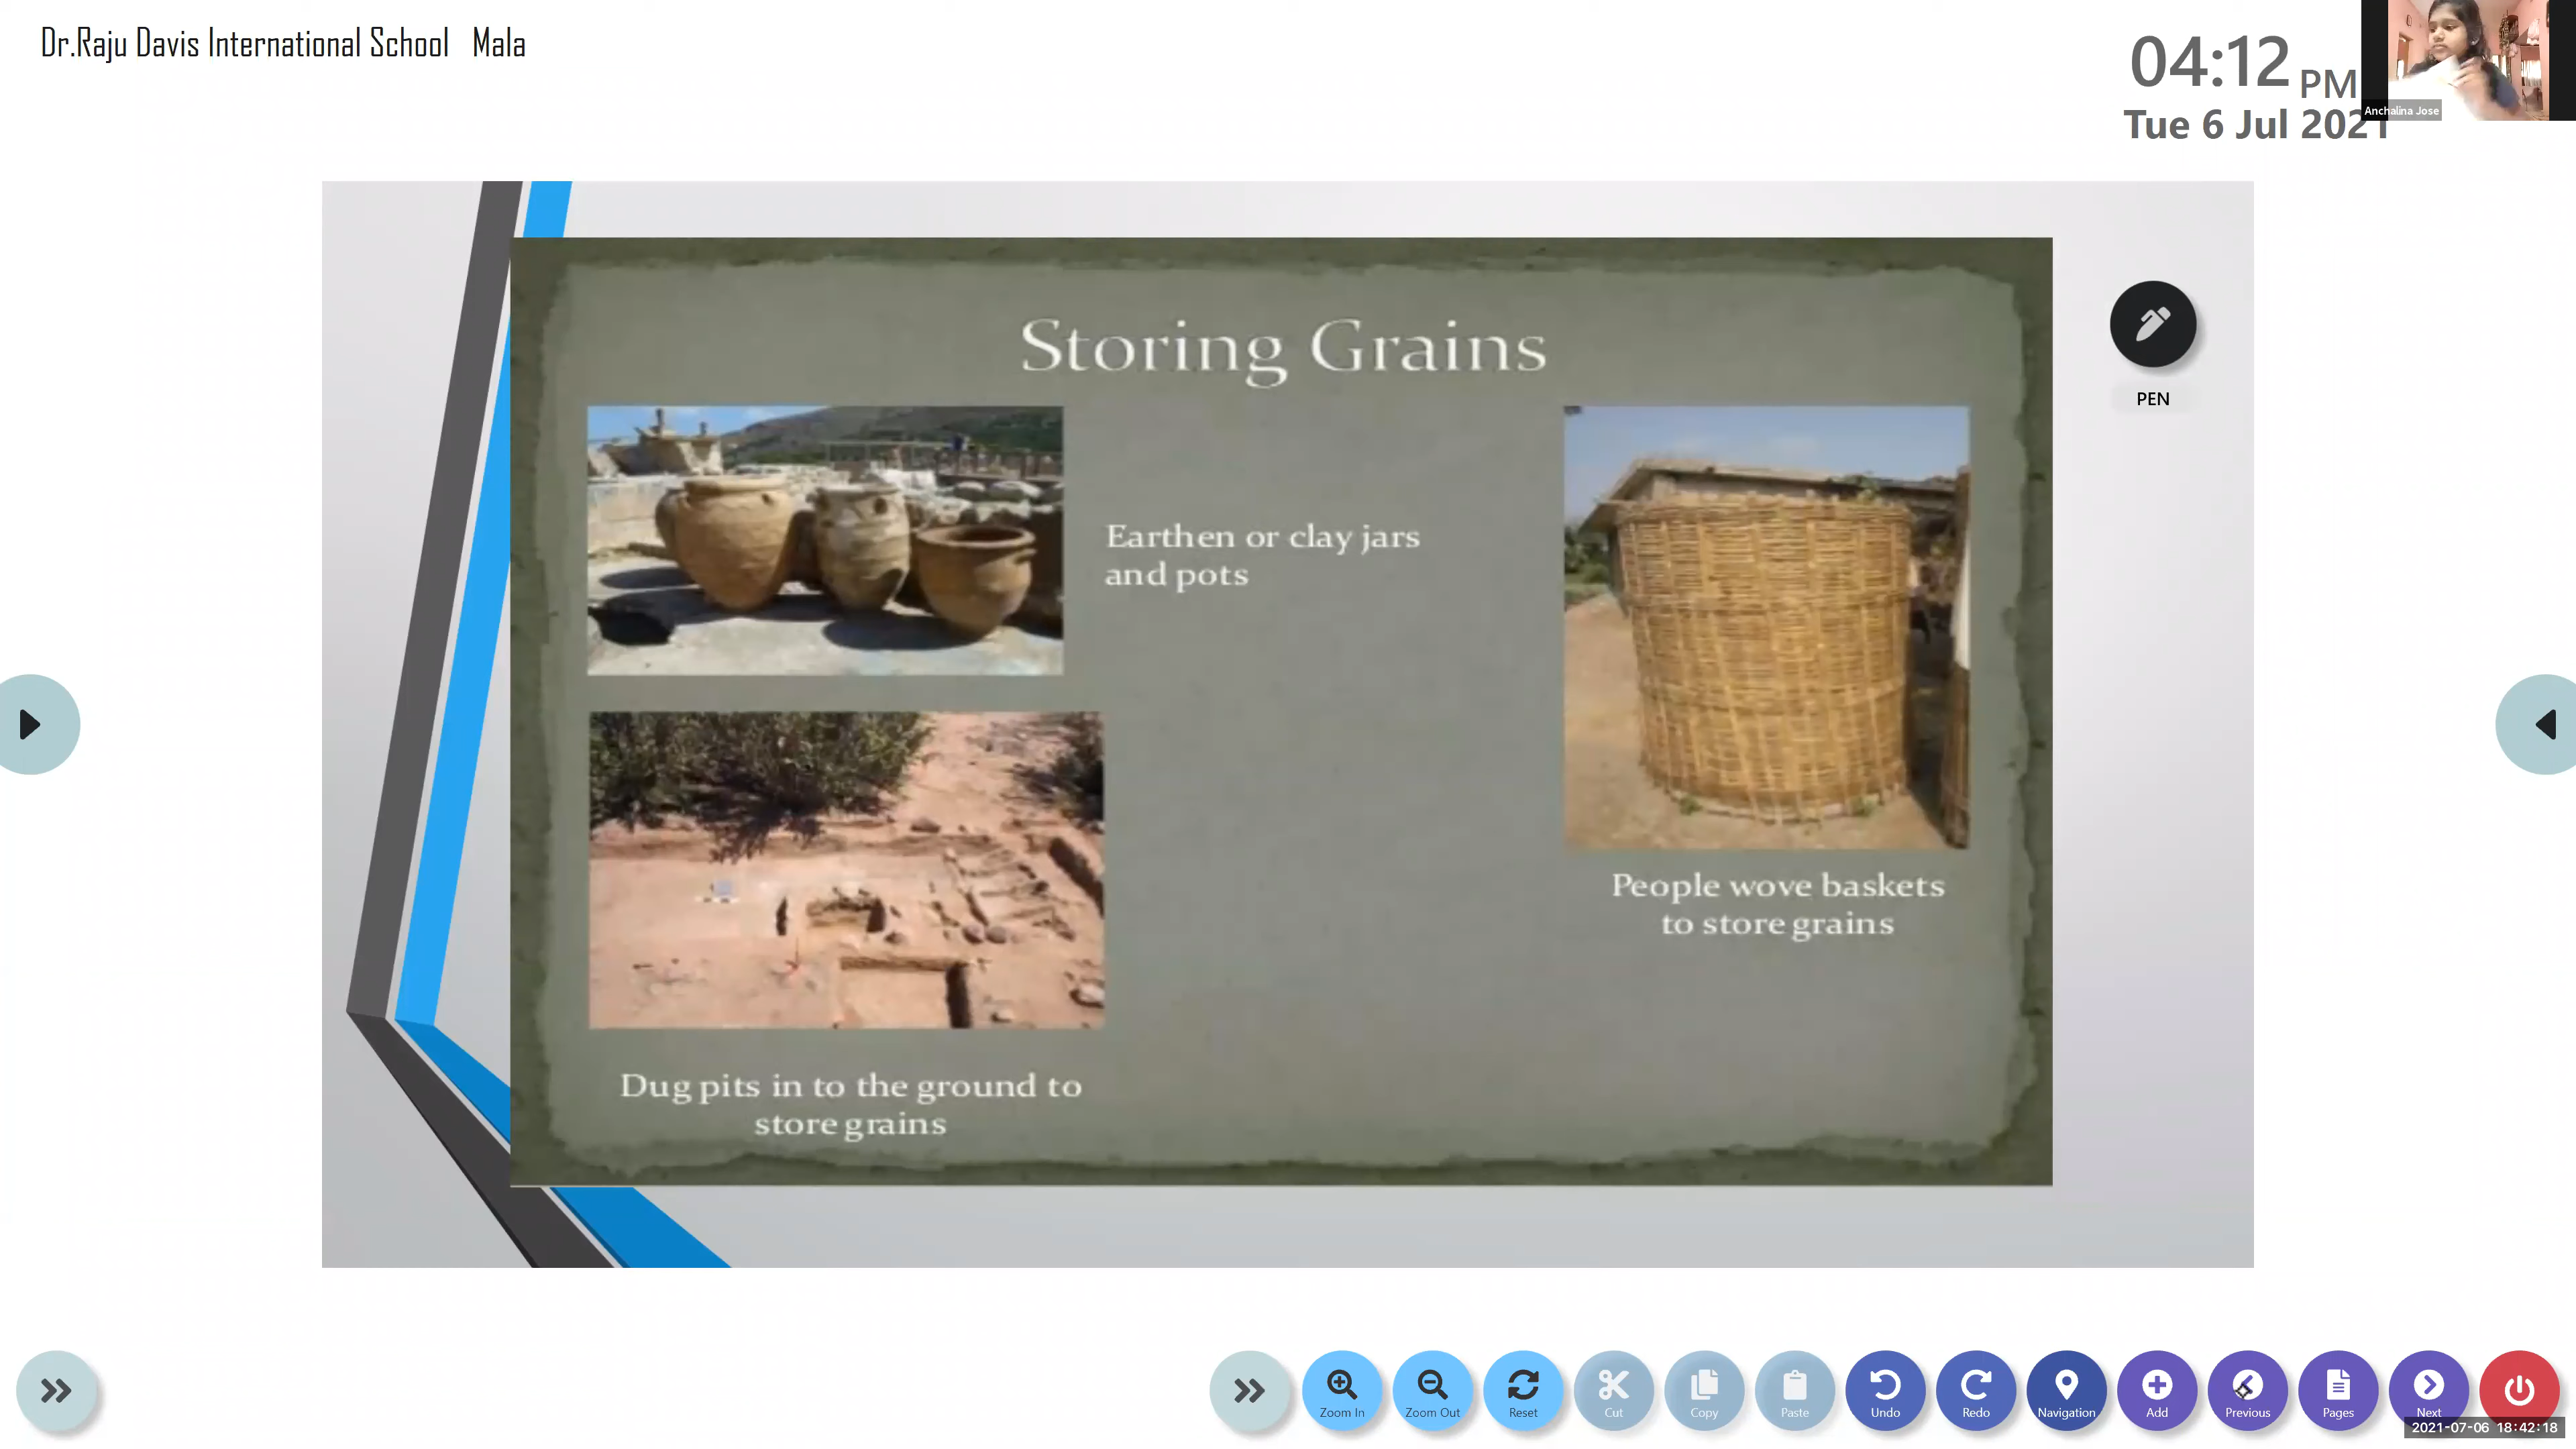 Dr.Raju Davis International School Mala
04:12 PM
Tue 6 Jul 2021
Anchalina Jose
Storing Grains
PEN
Earthen or clay jars
and pots
People wove baskets
to store grains
Dug pits in to the ground to
store grains
Zoom In
Zoom Out
Reset
Cut
Copy
Paste
Undo
Redo
Navigation
Add
Previous
Pages
Next
2021-07-06 18:42:18